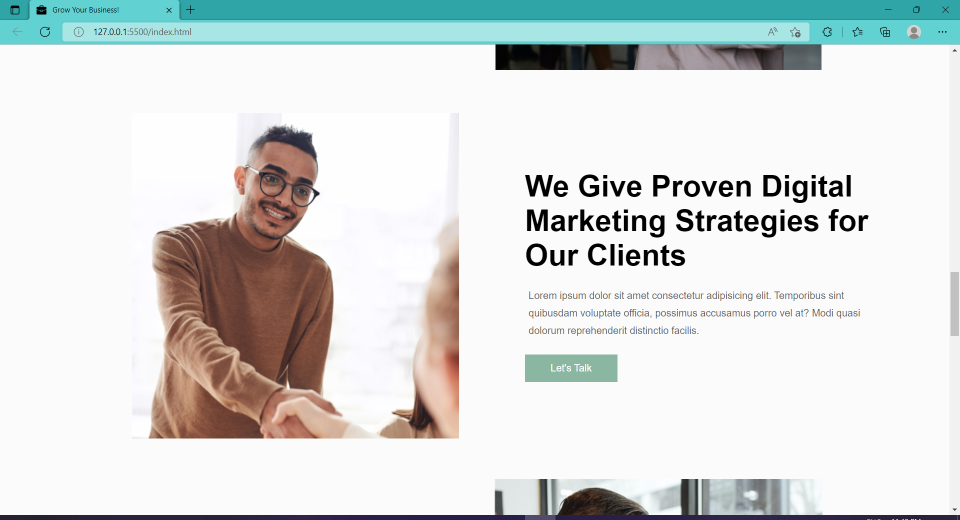 Grow Your Business!
127.0.0.1:5500/index.html
We Give Proven Digital
Marketing Strategies for
Our Clients
Lorem ipsum dolor sit amet consectetur adipisicing elit. Temporibus sint
quibusdam voluptate officia, possimus accusamus porro vel at? Modi quasi
dolorum reprehenderit distinctio facilis.
Let's Talk